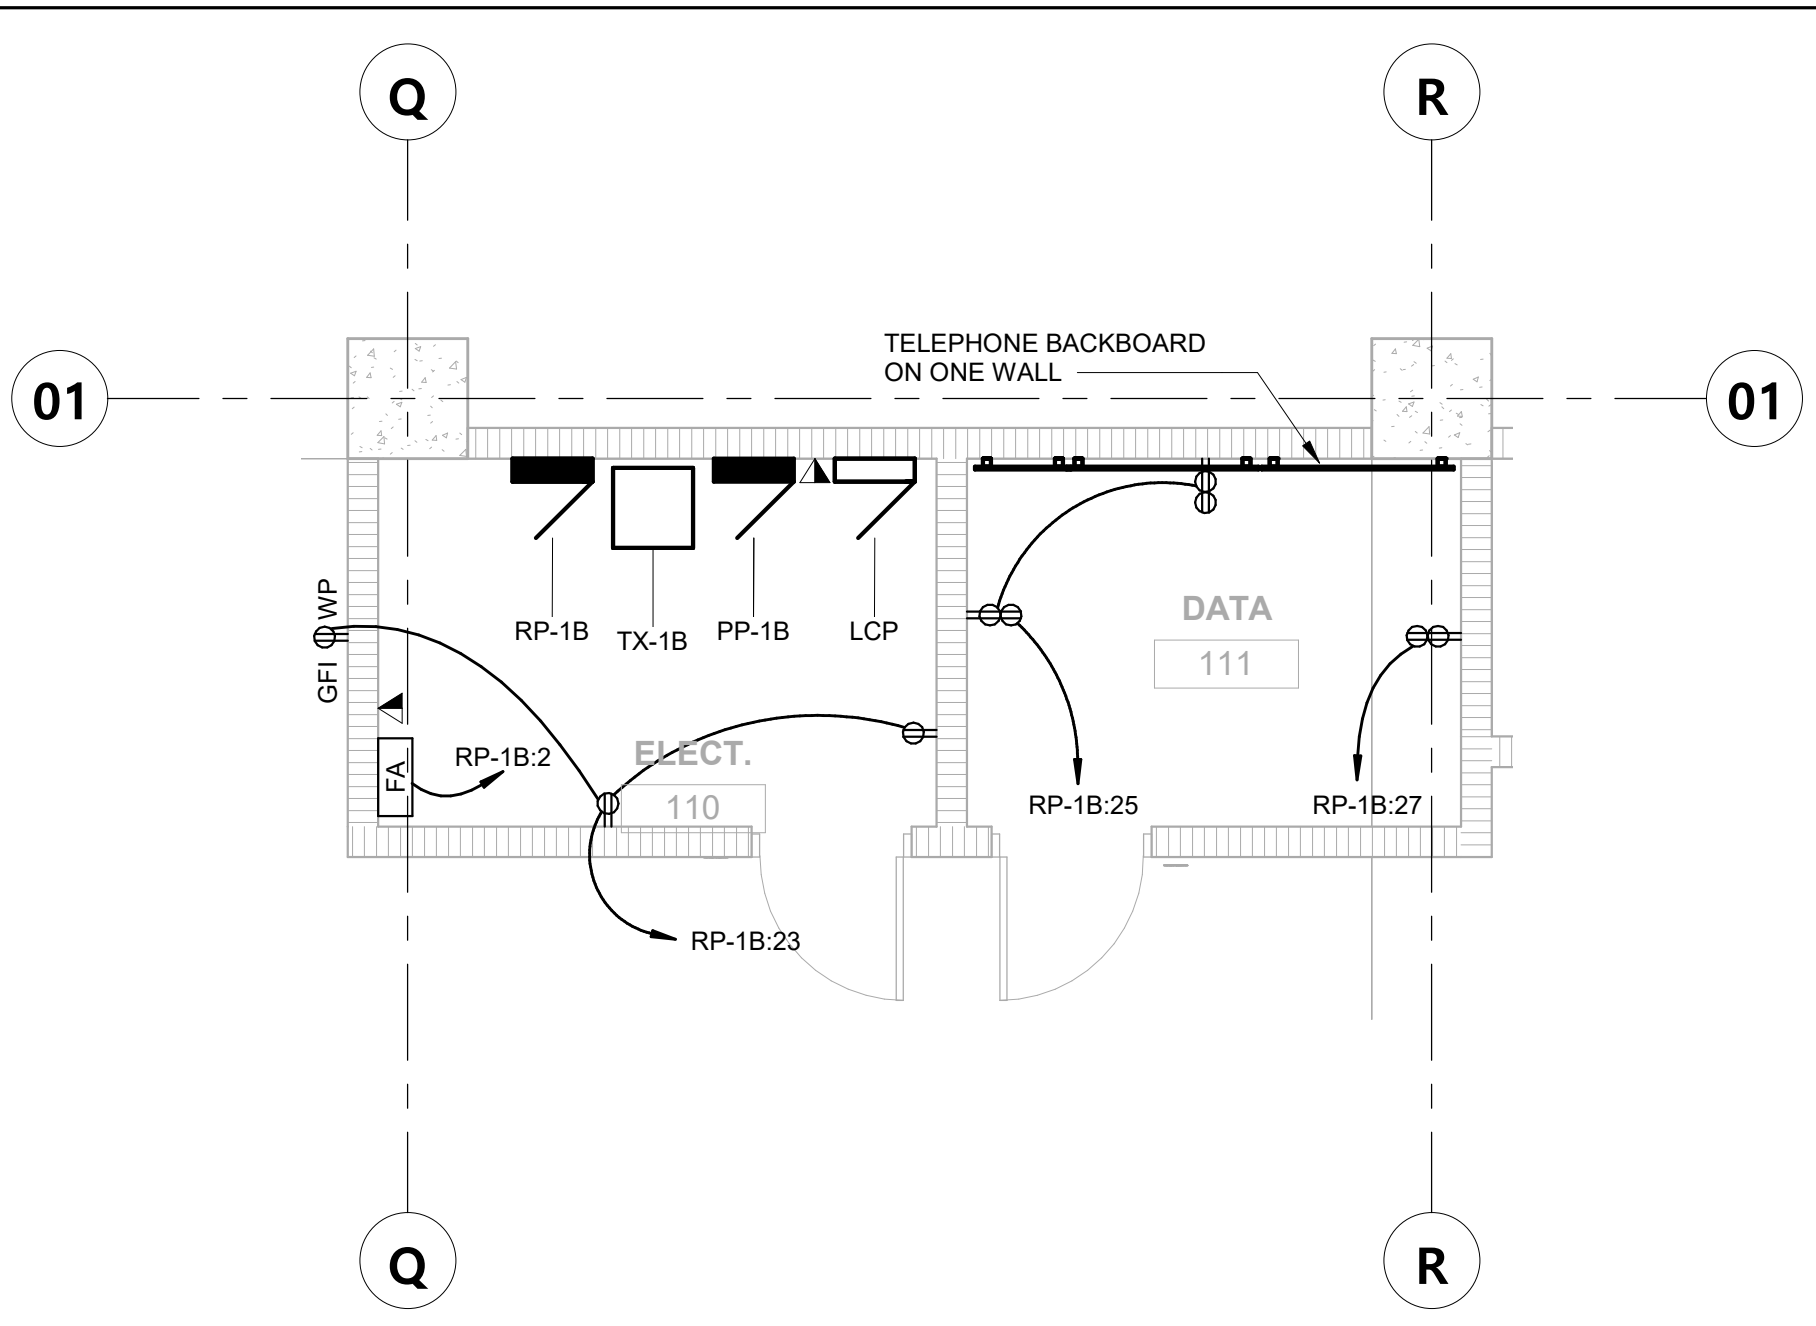 Q
R
TELEPHONE BACKBOARD
ON ONE WALL
01
01
WP
GFI
RP-1B
TX-1B
PP-1B
LCP
DATA
111
FA
RP-1B:2
ELECT.
110
RP-1B:25
RP-1B:27
RP-1B:23
Q
R